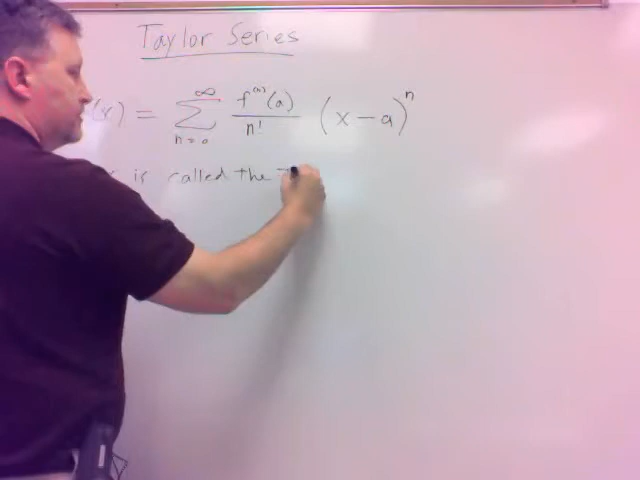 Taylor Series
(x) = ∞ Σ n=0 f⁽ⁿ⁾(a) / n! (x - a)ⁿ
is called the T